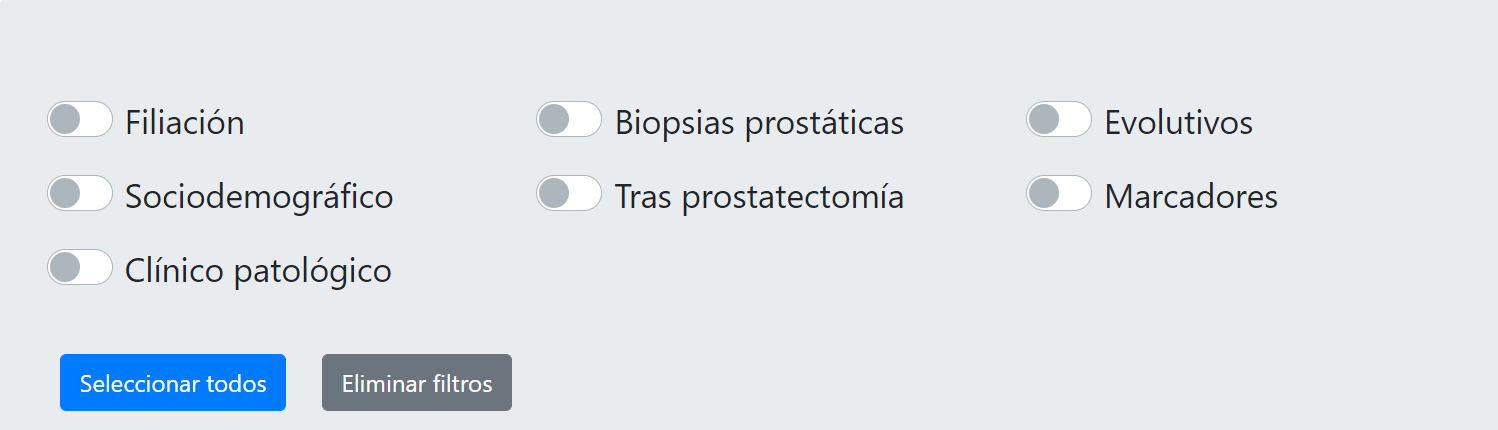 Filiación
Biopsias prostáticas
Evolutivos
Sociodemográfico
Tras prostatectomía
Marcadores
Clínico patológico
Seleccionar todos
Eliminar filtros